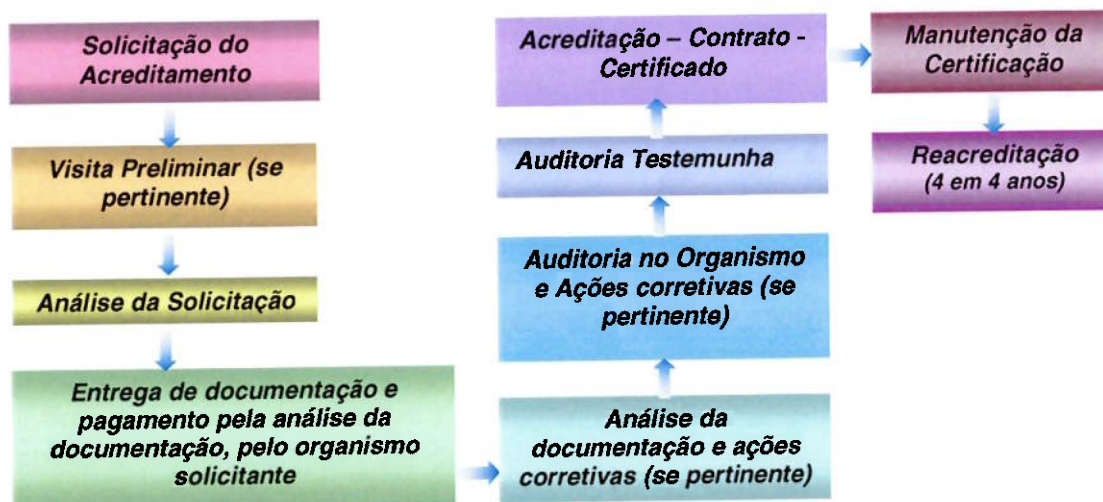 Solicitação do
Acreditamento
Visita Preliminar (se
pertinente)
Análise da Solicitação
Entrega de documentação e
pagamento pela análise da
documentação, pelo organismo
solicitante
Análise da
documentação e ações
corretivas (se pertinente)
Auditoria no Organismo
e Ações corretivas (se
pertinente)
Auditoria Testemunha
Acreditação – Contrato -
Certificado
Manutenção da
Certificação
Reacreditação
(4 em 4 anos)